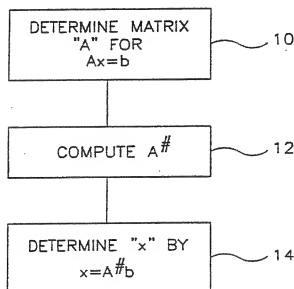 DETERMINE MATRIX
"A" FOR
Ax=b
10
COMPUTE A#
12
DETERMINE "x" BY
x=A#b
14